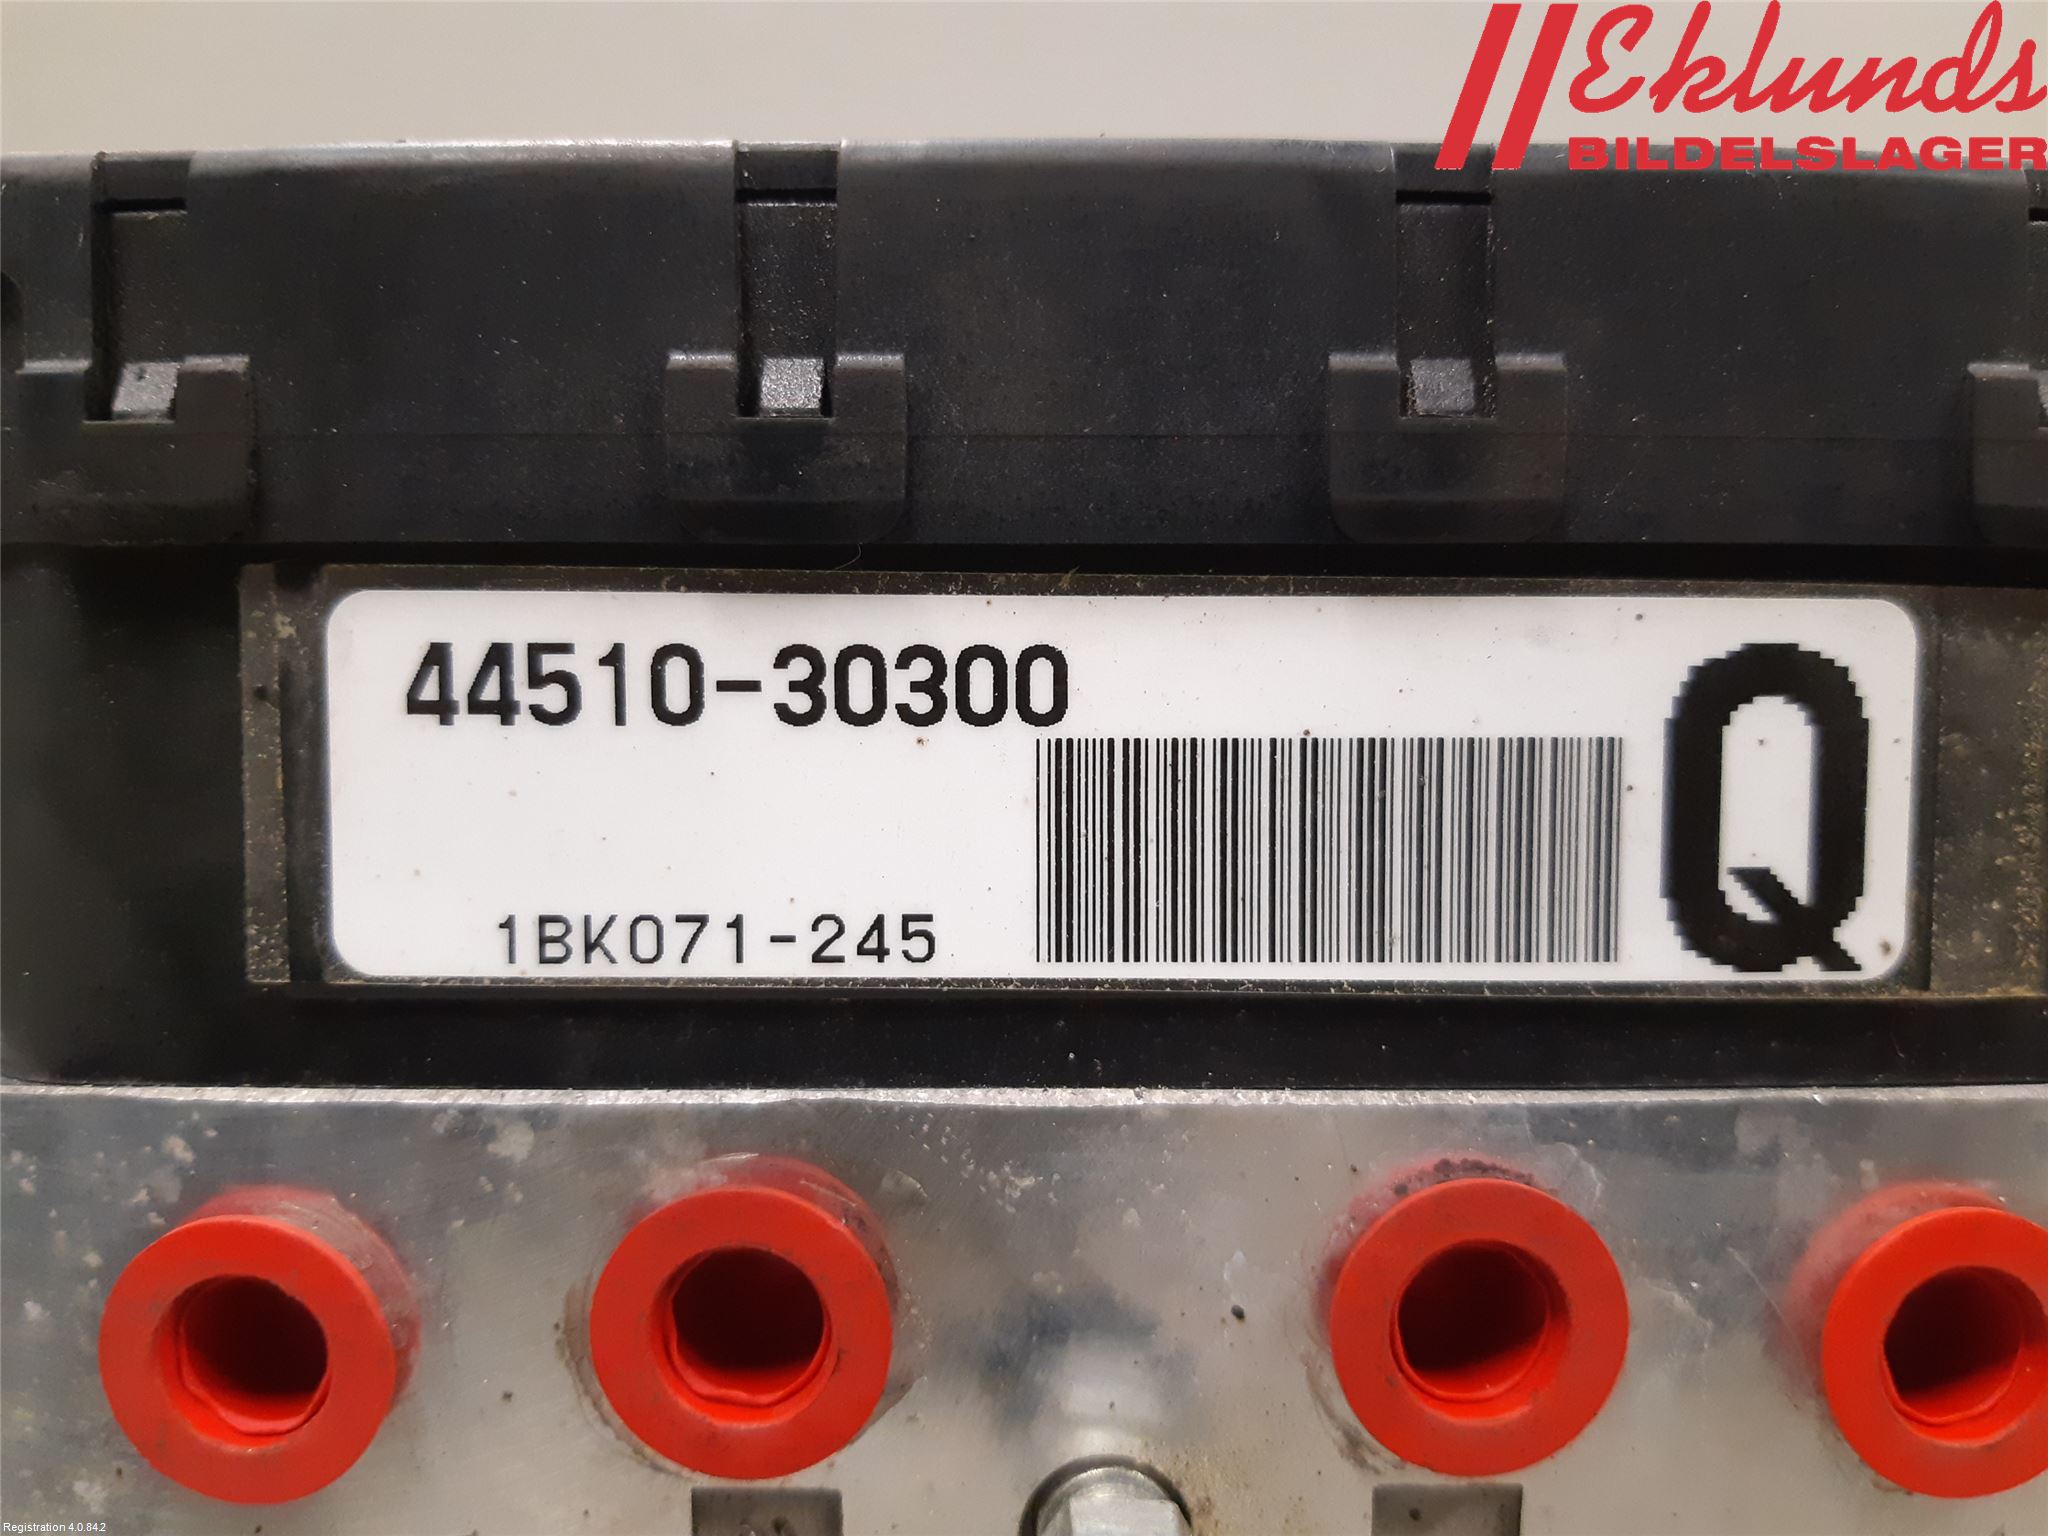 Eklunds
BILDELSLAGER
44510-30300
Q
1BK071-245
Registration 4.0.84.2